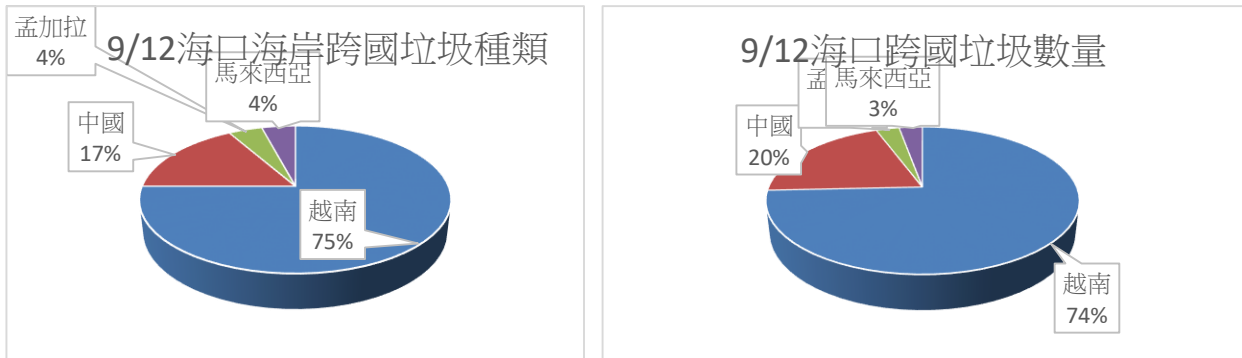 9/12海口海岸跨國垃圾種類
孟加拉
4%
馬來西亞
4%
中國
17%
越南
75%
9/12海口跨國垃圾數量
馬來西亞
3%
中國
20%
越南
74%